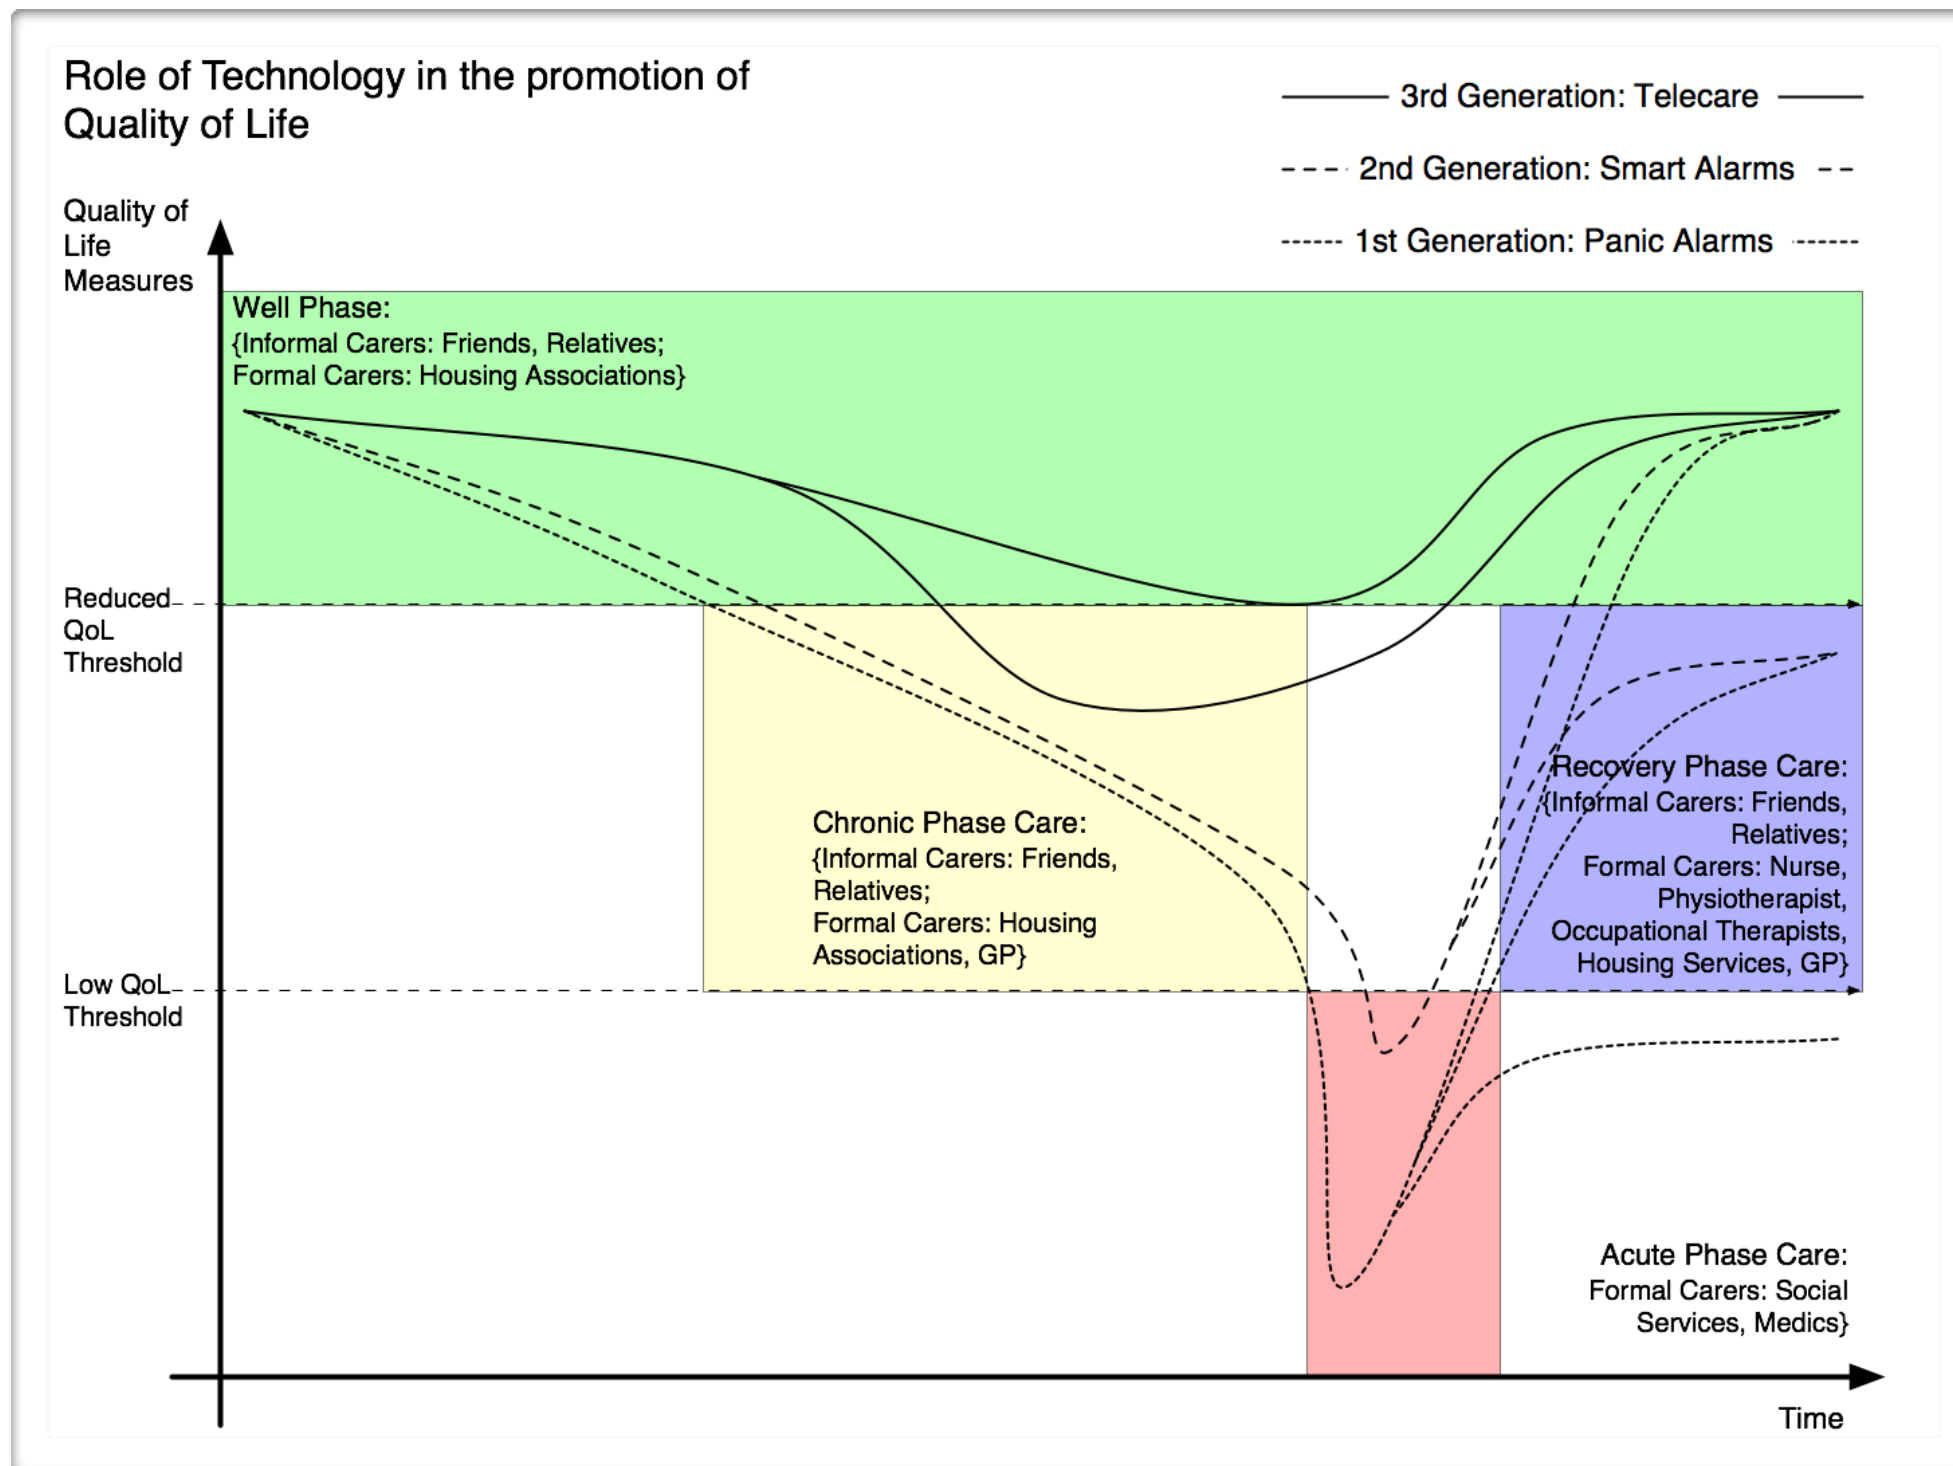 Role of Technology in the promotion of
Quality of Life
3rd Generation: Telecare
2nd Generation: Smart Alarms
1st Generation: Panic Alarms
Quality of
Life
Measures
Well Phase:
{Informal Carers: Friends, Relatives;
Formal Carers: Housing Associations}
Reduced
QoL
Threshold
Chronic Phase Care:
{Informal Carers: Friends,
Relatives;
Formal Carers: Housing
Associations, GP}
Recovery Phase Care:
{Informal Carers: Friends,
Relatives;
Formal Carers: Nurse,
Physiotherapist,
Occupational Therapists,
Housing Services, GP}
Low QoL
Threshold
Acute Phase Care:
Formal Carers: Social
Services, Medics}
Time